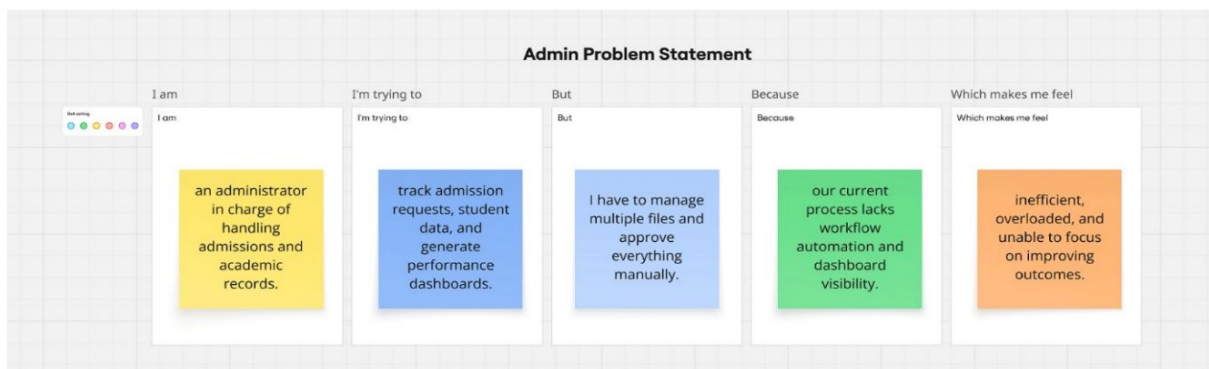 Admin Problem Statement
I am
I'm trying to
But
Because
Which makes me feel
Dot voting
I am
I'm trying to
But
Because
Which makes me feel
an administrator
in charge of
handling
admissions and
academic
records.
track admission
requests, student
data, and
generate
performance
dashboards.
I have to manage
multiple files and
approve
everything
manually.
our current
process lacks
workflow
automation and
dashboard
visibility.
inefficient,
overloaded, and
unable to focus
on improving
outcomes.